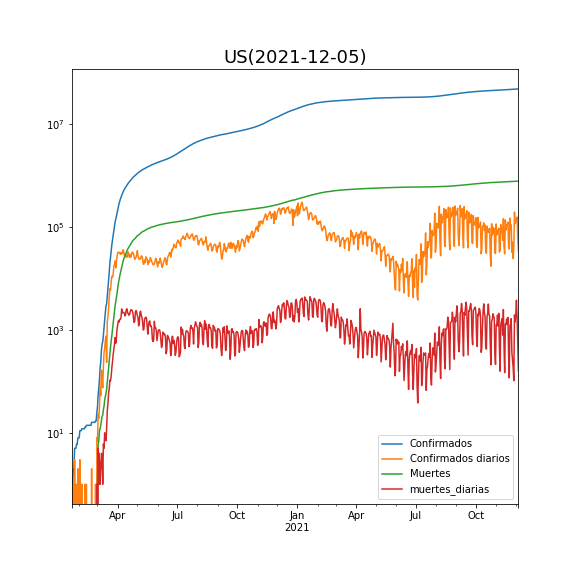 US(2021-12-05)
10^7
10^5
10^3
10^1
Apr Jul Oct Jan Apr Jul Oct
2021
Confirmados
Confirmados diarios
Muertes
muertes_diarias